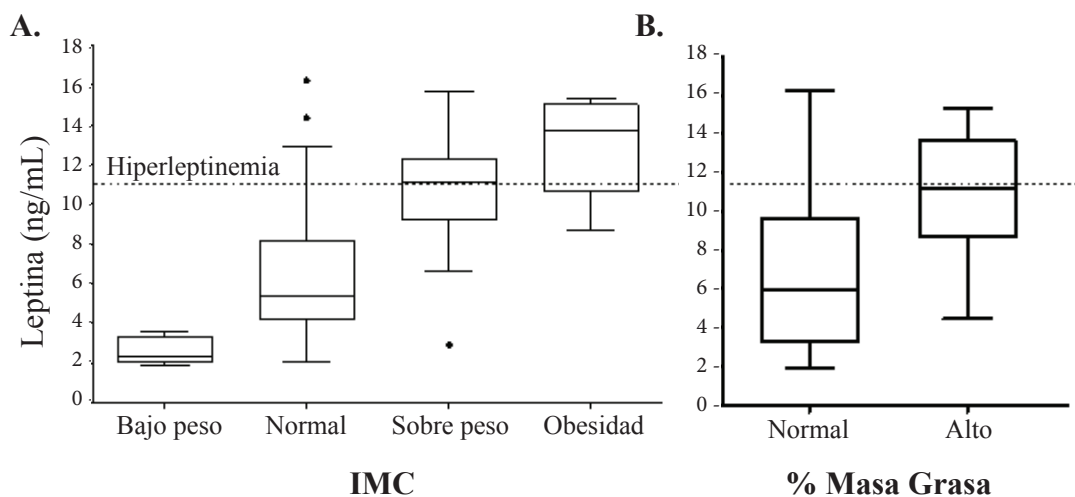 A.
18
16
14
12
10
8
6
4
2
0
Leptina (ng/mL)
Hiperleptinemia
Bajo peso
Normal
Sobre peso
Obesidad
IMC
B.
18
16
14
12
10
8
6
4
2
0
Normal
Alto
% Masa Grasa